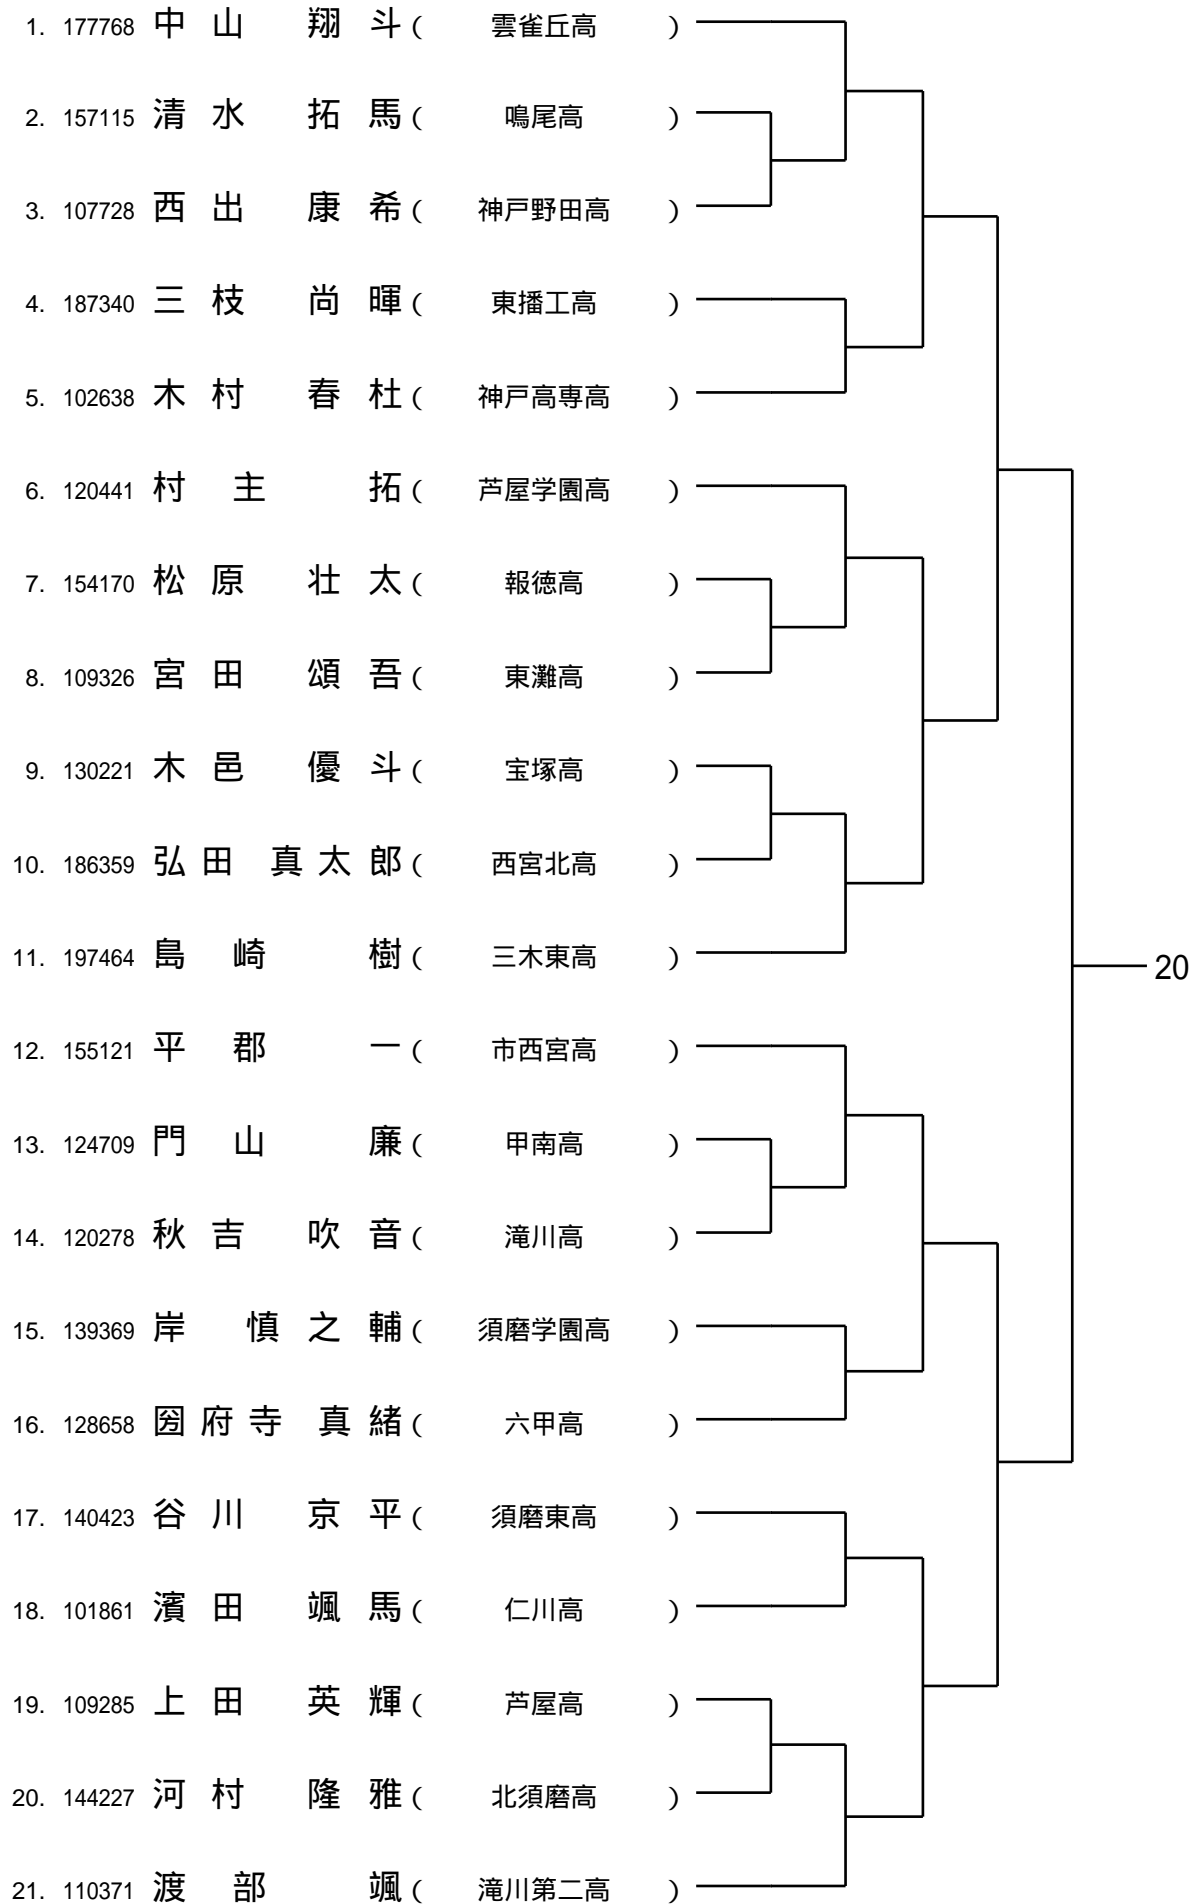 1. 177768 中山 翔斗 ( 雲雀丘高 )
2. 157115 清水 拓馬 ( 鳴尾高 )
3. 107728 西出 康希 ( 神戸野田高 )
4. 187340 三枝 尚暉 ( 東播工高 )
5. 102638 木村 春杜 ( 神戸高専高 )
6. 120441 村主 拓 ( 芦屋学園高 )
7. 154170 松原 壮太 ( 報徳高 )
8. 109326 宮田 頌吾 ( 東灘高 )
9. 130221 木邑 優斗 ( 宝塚高 )
10. 186359 弘田 真太郎 ( 西宮北高 )
11. 197464 島崎 樹 ( 三木東高 )
20
12. 155121 平郡 一 ( 市西宮高 )
13. 124709 門山 廉 ( 甲南高 )
14. 120278 秋吉 吹音 ( 滝川高 )
15. 139369 岸 慎之輔 ( 須磨学園高 )
16. 128658 圀府寺 真緒 ( 六甲高 )
17. 140423 谷川 京平 ( 須磨東高 )
18. 101861 濱田 颯馬 ( 仁川高 )
19. 109285 上田 英輝 ( 芦屋高 )
20. 144227 河村 隆雅 ( 北須磨高 )
21. 110371 渡部 颯 ( 滝川第二高 )